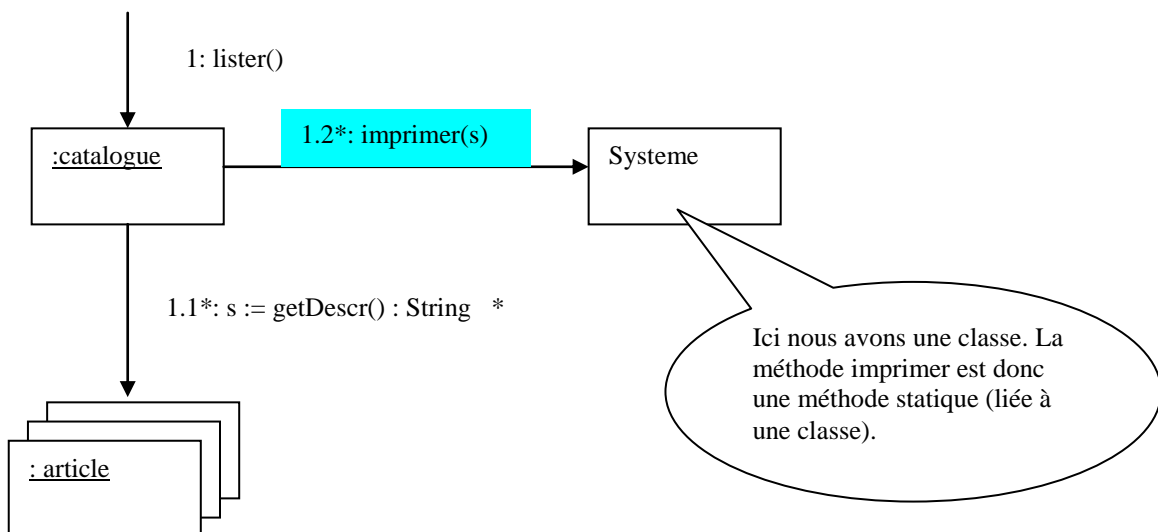 1: lister()
1.2*: imprimer(s)
:catalogue
Systeme
1.1*: s := getDescr() : String *
Ici nous avons une classe. La
méthode imprimer est donc
une méthode statique (liée à
une classe).
: article